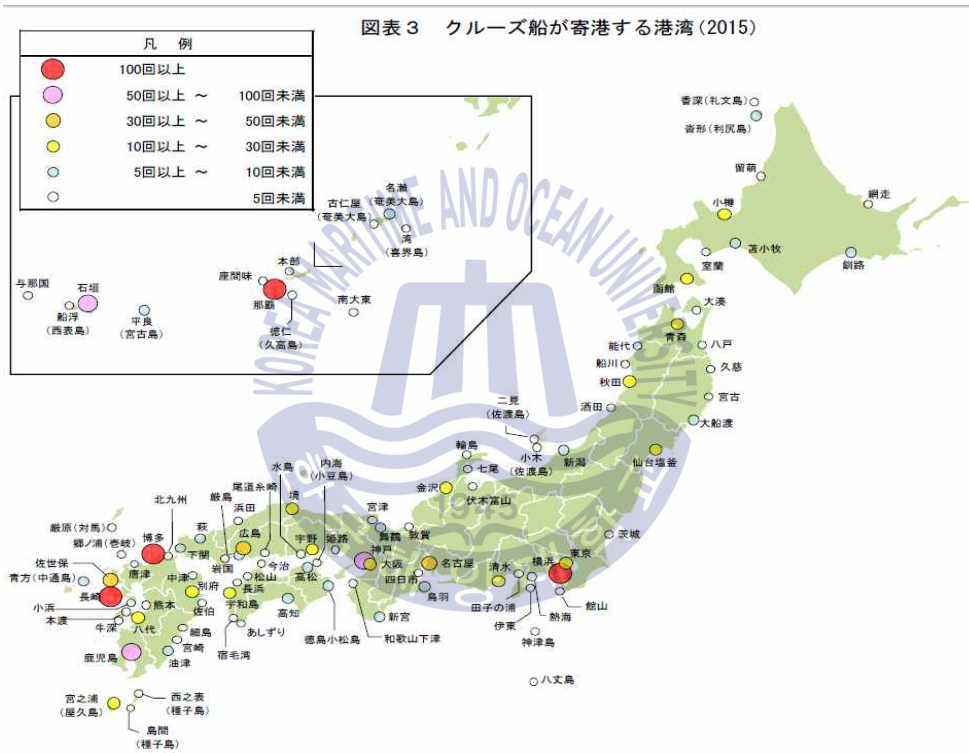 図表３　クルーズ船が寄港する港湾(2015)
凡　例
100回以上
50回以上 ～ 100回未満
30回以上 ～ 50回未満
10回以上 ～ 30回未満
5回以上 ～ 10回未満
5回未満
香深(礼文島)
沓形(利尻島)
留萌
網走
小樽
苫小牧
釧路
室蘭
函館
大湊
青森
八戸
能代
久慈
船川
秋田
宮古
酒田
大船渡
仙台塩釜
名瀬
(奄美大島)
古仁屋
(奄美大島)
湾
(喜界島)
本部
座間味
那覇
徳仁
(久高島)
南大東
与那国
石垣
船浮
(西表島)
平良
(宮古島)
二見
(佐渡島)
小木
(佐渡島)
新潟
輪島
七尾
金沢
伏木富山
茨城
水島
内海
(小豆島)
尾道糸崎
境
宇野
姫路
宮津
舞鶴
敦賀
神戸
大阪
名古屋
四日市
鳥羽
清水
横浜
東京
田子の浦
伊東
熱海
館山
神津島
八丈島
新宮
和歌山下津
徳島小松島
高松
高知
今治
松山
長浜
宇和島
宿毛湾
あしずり
浜田
広島
厳島
岩国
萩
下関
北九州
博多
厳原(対馬)
郷ノ浦(壱岐)
佐世保
唐津
青方(中通島)
長崎
中津
別府
佐伯
小浜
本渡
牛深
熊本
八代
細島
宮崎
鹿児島
油津
宮之浦
(屋久島)
西之表
(種子島)
島間
(種子島)
KOREA MARITIME AND OCEAN UNIVERSITY
1945